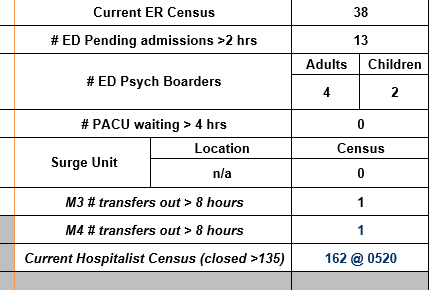 Current ER Census 38
# ED Pending admissions >2 hrs 13
# ED Psych Boarders Adults Children
4 2
# PACU waiting > 4 hrs 0
Surge Unit Location Census
n/a 0
M3 # transfers out > 8 hours 1
M4 # transfers out > 8 hours 1
Current Hospitalist Census (closed >135) 162 @ 0520